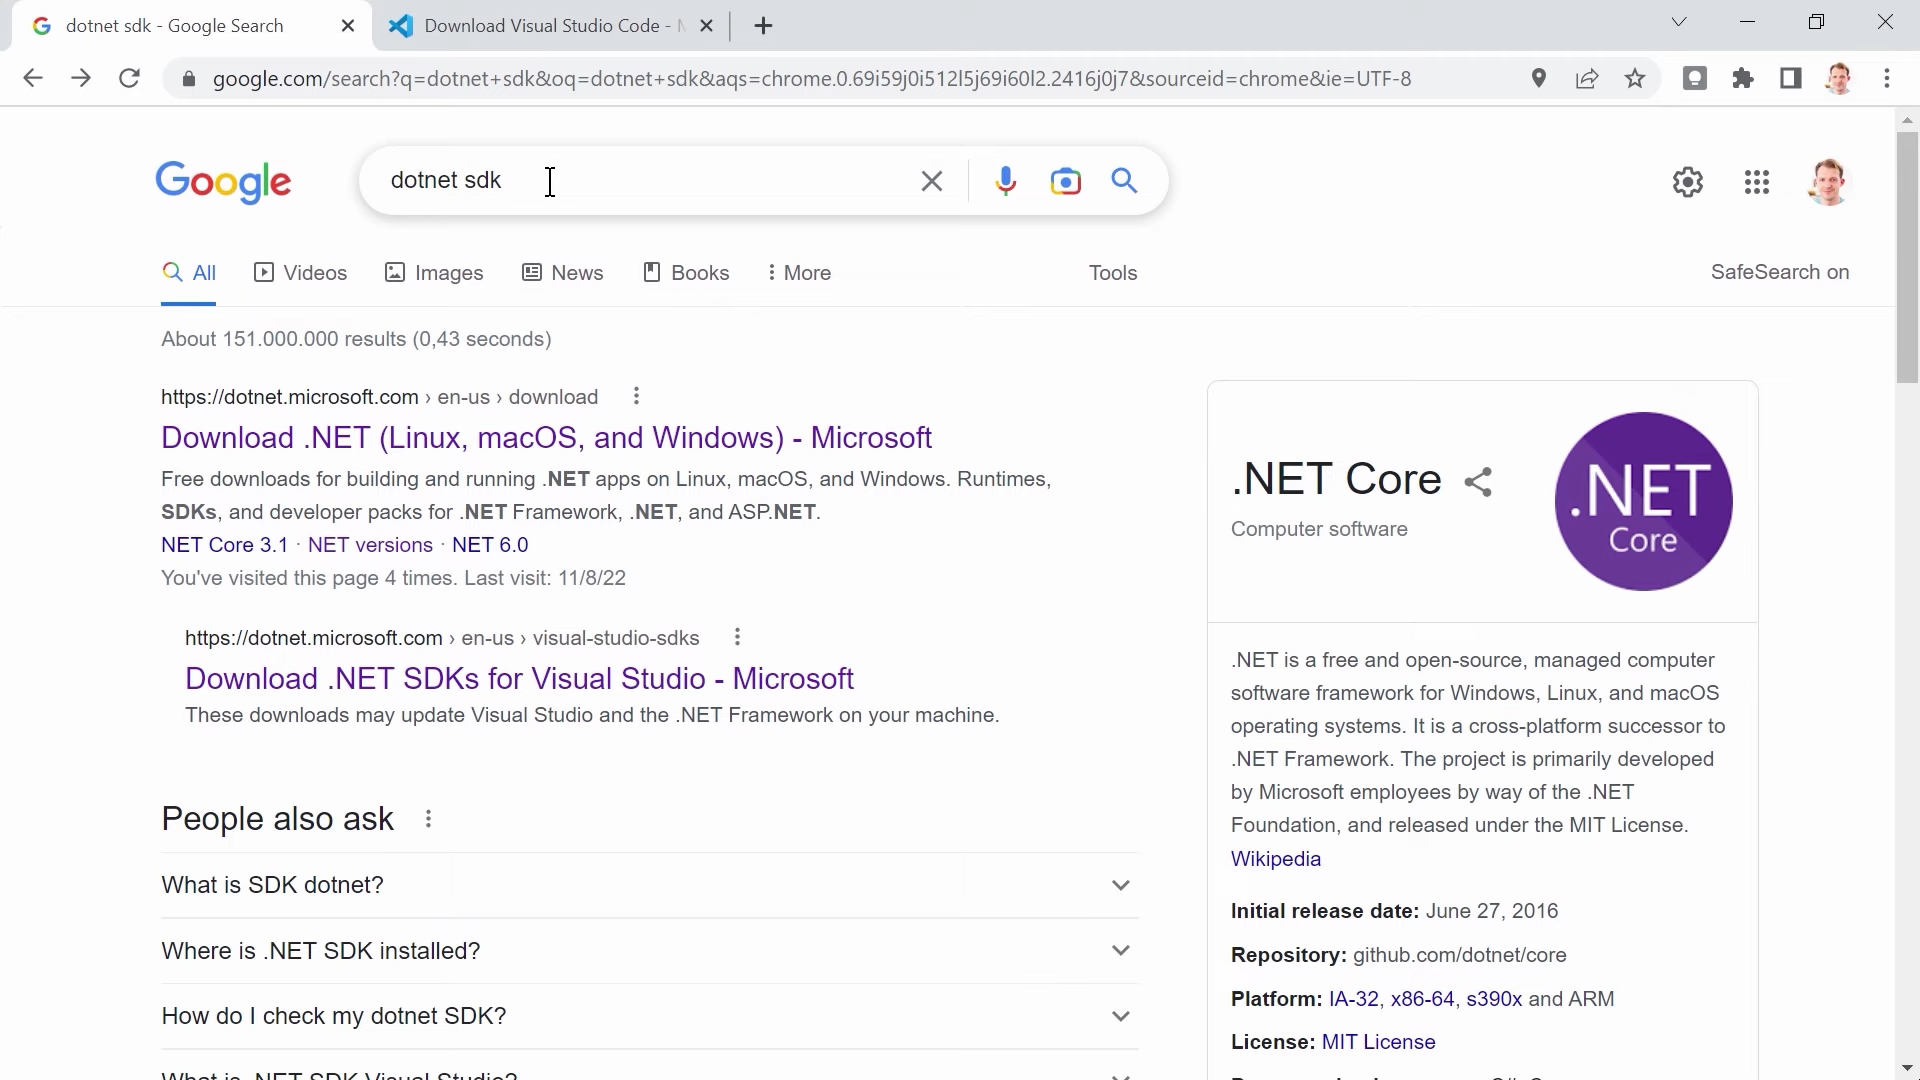 dotnet sdk - Google Search
Download Visual Studio Code -
google.com/search?q=dotnet+sdk&oq=dotnet+sdk&aqs=chrome.0.69i59j0i512l5j69i60l2.2416j0j7&sourceid=chrome&ie=UTF-8
Google
dotnet sdk
All
Videos
Images
News
Books
More
Tools
SafeSearch on
About 151.000.000 results (0,43 seconds)
https://dotnet.microsoft.com › en-us › download
Download .NET (Linux, macOS, and Windows) - Microsoft
Free downloads for building and running .NET apps on Linux, macOS, and Windows. Runtimes,
SDKs, and developer packs for .NET Framework, .NET, and ASP.NET.
NET Core 3.1 · NET versions · NET 6.0
You've visited this page 4 times. Last visit: 11/8/22
https://dotnet.microsoft.com › en-us › visual-studio-sdks
Download .NET SDKs for Visual Studio - Microsoft
These downloads may update Visual Studio and the .NET Framework on your machine.
People also ask
What is SDK dotnet?
Where is .NET SDK installed?
How do I check my dotnet SDK?
What is .NET SDK Visual Studio?
.NET Core
Computer software
.NET
Core
.NET is a free and open-source, managed computer
software framework for Windows, Linux, and macOS
operating systems. It is a cross-platform successor to
.NET Framework. The project is primarily developed
by Microsoft employees by way of the .NET
Foundation, and released under the MIT License.
Wikipedia
Initial release date: June 27, 2016
Repository: github.com/dotnet/core
Platform: IA-32, x86-64, s390x and ARM
License: MIT License